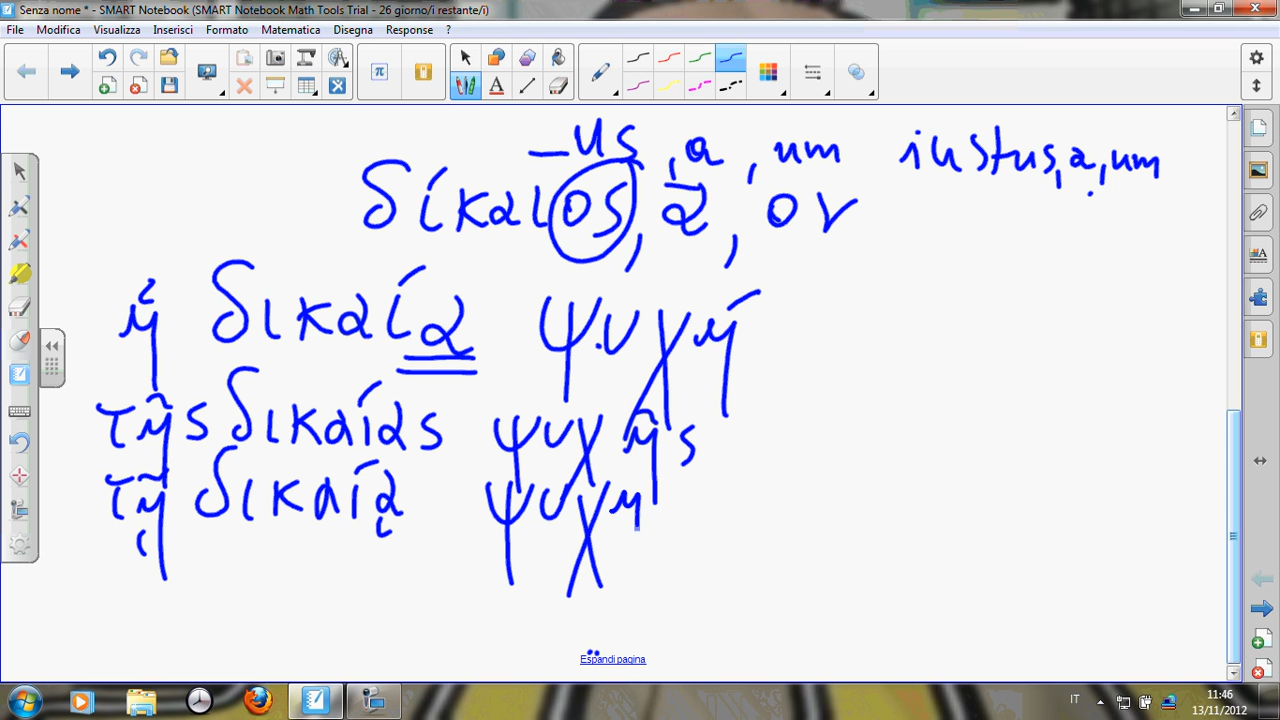 Senza nome * - SMART Notebook (SMART Notebook Math Tools Trial - 26 giorno/i restante/i)
File Modifica Visualizza Inserisci Formato Matematica Disegna Response ?
_us, a, um iustus, a, um
δίκαιος, ᾱ, ον
ἡ δικαία ψυχή
τῆς δικαίας ψυχῆς
τῇ δικαίᾳ ψυχη
Espandi pagina
IT 11:46
13/11/2012